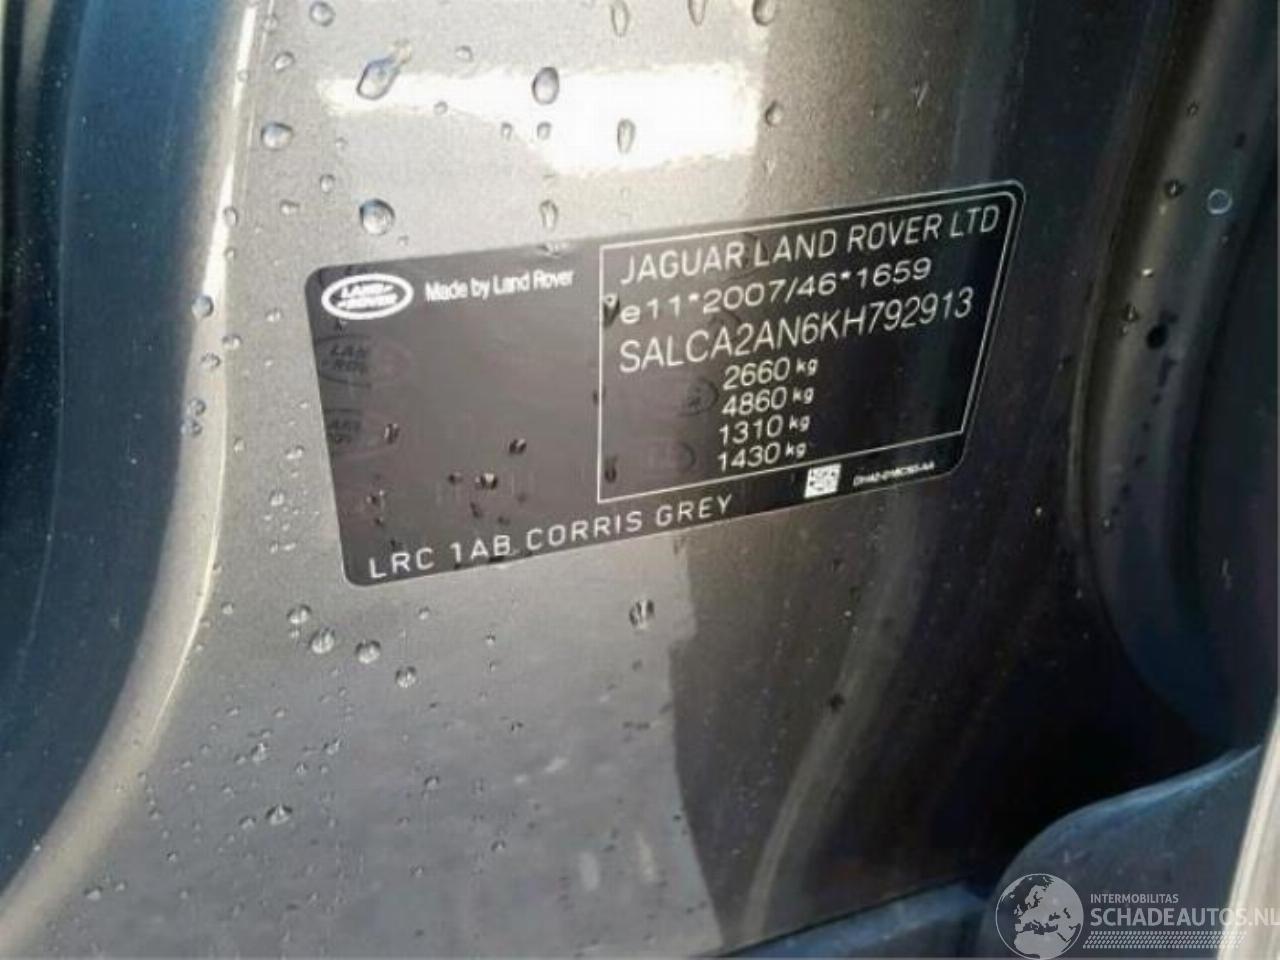 LAND
ROVER
Made by Land Rover
JAGUAR LAND ROVER LTD
e11*2007/46*1659
SALCA2AN6KH792913
2660 kg
4860 kg
1310 kg
1430 kg
LRC 1AB CORRIS GREY
INTERMOBILITAS
SCHADEAUTOS.NL